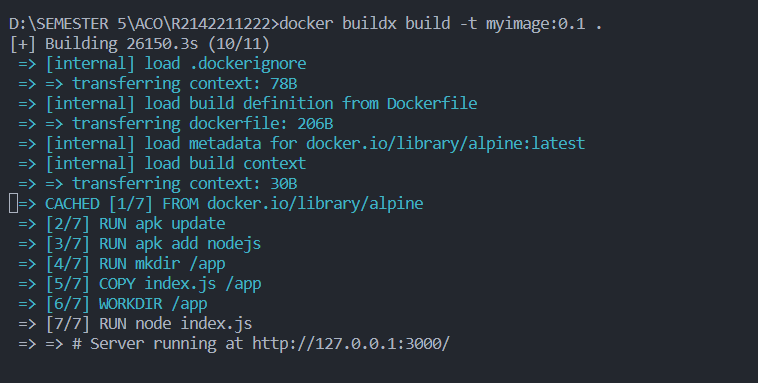 D:\SEMESTER 5\ACO\R2142211222>docker buildx build -t myimage:0.1 .
[+] Building 26150.3s (10/11)
=> [internal] load .dockerignore
=> => transferring context: 78B
=> [internal] load build definition from Dockerfile
=> => transferring dockerfile: 206B
=> [internal] load metadata for docker.io/library/alpine:latest
=> [internal] load build context
=> => transferring context: 30B
=> CACHED [1/7] FROM docker.io/library/alpine
=> [2/7] RUN apk update
=> [3/7] RUN apk add nodejs
=> [4/7] RUN mkdir /app
=> [5/7] COPY index.js /app
=> [6/7] WORKDIR /app
=> [7/7] RUN node index.js
=> => # Server running at http://127.0.0.1:3000/